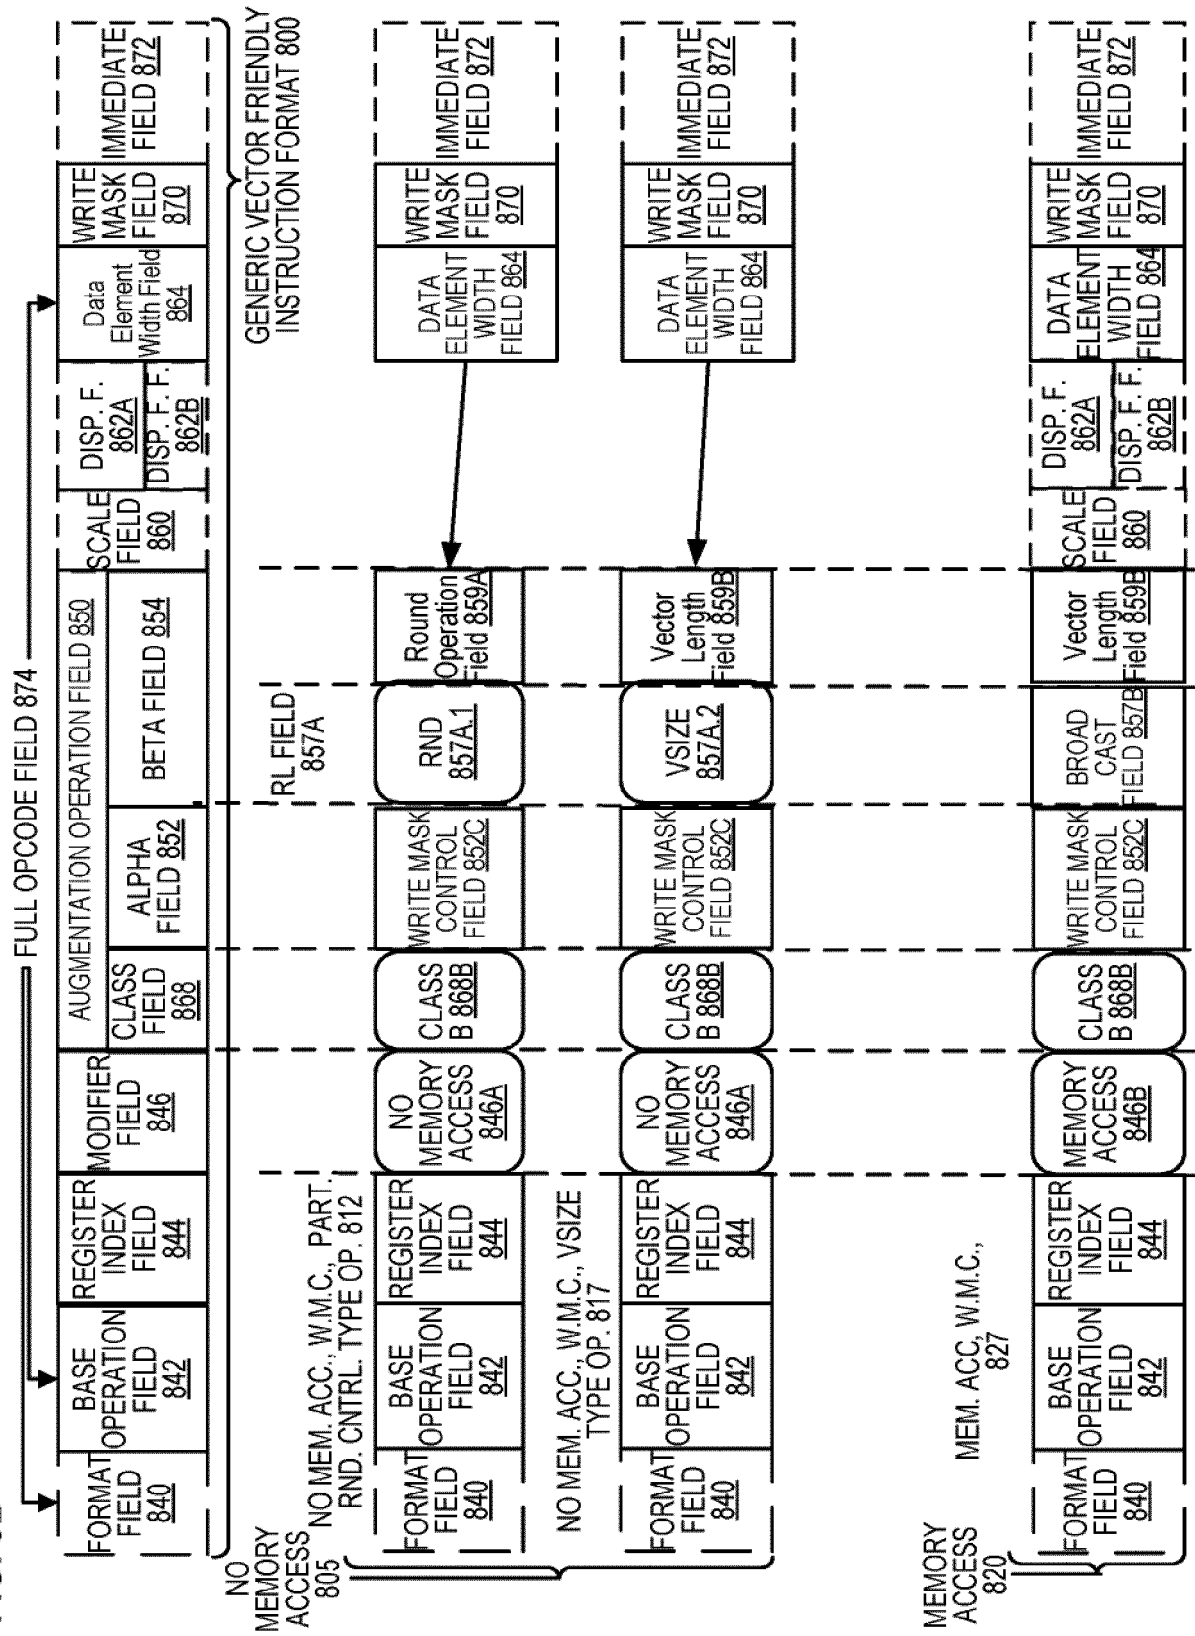 FULL OPCODE FIELD 874
FORMAT
FIELD
840
BASE
OPERATION
FIELD
842
REGISTER
INDEX
FIELD
844
MODIFIER
FIELD
846
AUGMENTATION OPERATION FIELD 850
CLASS
FIELD
868
ALPHA
FIELD 852
BETA FIELD 854
SCALE
FIELD
860
DISP. F.
862A
DISP. F. F.
862B
Data
Element
Width Field
864
WRITE
MASK
FIELD
870
IMMEDIATE
FIELD 872
GENERIC VECTOR FRIENDLY
INSTRUCTION FORMAT 800
NO
MEMORY
ACCESS
805
NO MEM. ACC., W.M.C., PART.
RND. CNTRL. TYPE OP. 812
RL FIELD
857A
FORMAT
FIELD
840
BASE
OPERATION
FIELD
842
REGISTER
INDEX
FIELD
844
NO
MEMORY
ACCESS
846A
CLASS
B 868B
WRITE MASK
CONTROL
FIELD 852C
RND
857A.1
Round
Operation
Field 859A
DATA
ELEMENT
WIDTH
FIELD 864
WRITE
MASK
FIELD
870
IMMEDIATE
FIELD 872
NO MEM. ACC., W.M.C., VSIZE
TYPE OP. 817
FORMAT
FIELD
840
BASE
OPERATION
FIELD
842
REGISTER
INDEX
FIELD
844
NO
MEMORY
ACCESS
846A
CLASS
B 868B
WRITE MASK
CONTROL
FIELD 852C
VSIZE
857A.2
Vector
Length
Field 859B
DATA
ELEMENT
WIDTH
FIELD 864
WRITE
MASK
FIELD
870
IMMEDIATE
FIELD 872
MEMORY
ACCESS
820
MEM. ACC, W.M.C.,
827
FORMAT
FIELD
840
BASE
OPERATION
FIELD
842
REGISTER
INDEX
FIELD
844
MEMORY
ACCESS
846B
CLASS
B 868B
WRITE MASK
CONTROL
FIELD 852C
BROAD
CAST
FIELD 857B
Vector
Length
Field 859B
SCALE
FIELD
860
DISP. F.
862A
DISP. F. F.
862B
DATA
ELEMENT
WIDTH
FIELD 864
WRITE
MASK
FIELD
870
IMMEDIATE
FIELD 872